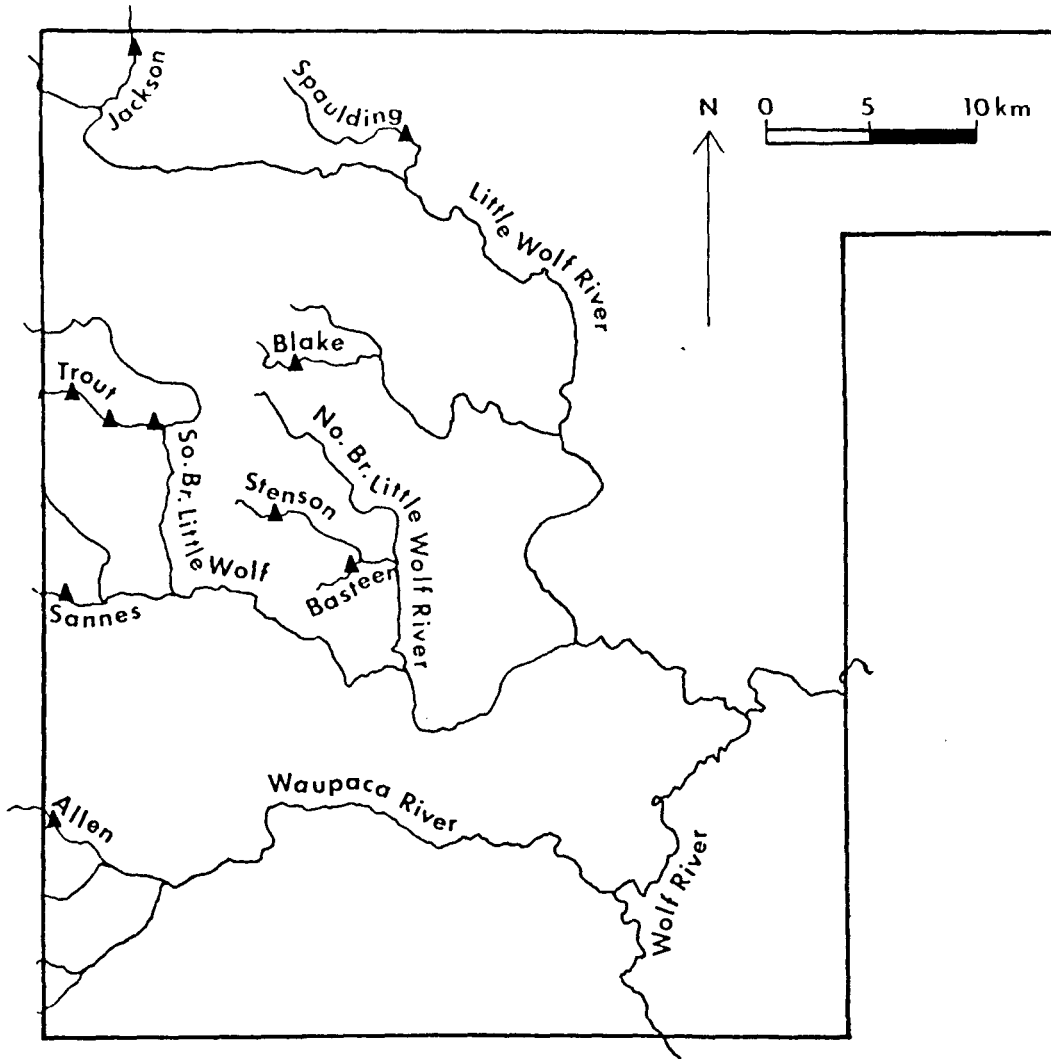 Jackson
Spaulding
N
0 5 10 km
Little Wolf River
Blake
Trout
No. Br. Little Wolf River
So. Br. Little Wolf
Stenson
Basteen
Sannes
Waupaca River
Allen
Wolf River